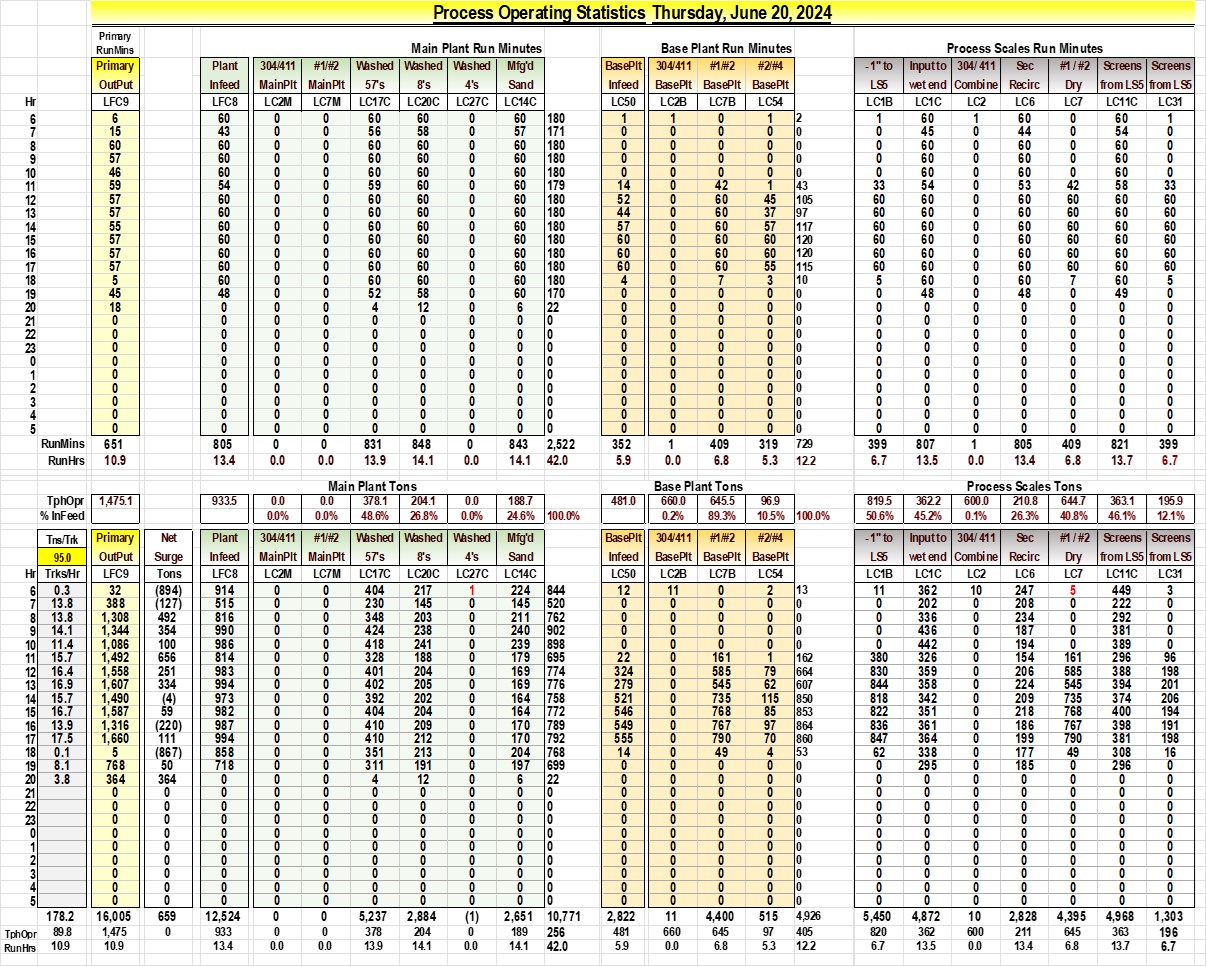 Process Operating Statistics Thursday, June 20, 2024
Primary
RunMins Main Plant Run Minutes Base Plant Run Minutes Process Scales Run Minutes
Primary Plant 304/411 #1/#2 Washed Washed Washed Mfg'd BasePlt 304/411 #1/#2 #2/#4 - 1" to Input to 304/ 411 Sec #1 / #2 Screens Screens
OutPut Infeed MainPlt MainPlt 57's 8's 4's Sand Infeed BasePlt BasePlt BasePlt LS5 wet end Combine Recirc Dry from LS5 from LS5
Hr LFC9 LFC8 LC2M LC7M LC17C LC20C LC27C LC14C LC50 LC2B LC7B LC54 LC1B LC1C LC2 LC6 LC7 LC11C LC31
6 6 60 0 0 60 60 0 60 180 1 1 0 1 2 1 60 1 60 0 60 1
7 15 43 0 0 56 58 0 57 171 0 0 0 0 0 0 45 0 44 0 54 0
8 60 60 0 0 60 60 0 60 180 0 0 0 0 0 0 60 0 60 0 60 0
9 57 60 0 0 60 60 0 60 180 0 0 0 0 0 0 60 0 60 0 60 0
10 46 60 0 0 60 60 0 60 180 0 0 0 0 0 0 60 0 60 0 60 0
11 59 54 0 0 59 60 0 60 179 14 0 42 1 43 33 54 0 53 42 58 33
12 57 60 0 0 60 60 0 60 180 52 0 60 45 105 60 60 0 60 60 60 60
13 57 60 0 0 60 60 0 60 180 44 0 60 37 97 60 60 0 60 60 60 60
14 55 60 0 0 60 60 0 60 180 57 0 60 57 117 60 60 0 60 60 60 60
15 57 60 0 0 60 60 0 60 180 60 0 60 60 120 60 60 0 60 60 60 60
16 57 60 0 0 60 60 0 60 180 60 0 60 60 120 60 60 0 60 60 60 60
17 57 60 0 0 60 60 0 60 180 60 0 60 55 115 60 60 0 60 60 60 60
18 5 60 0 0 60 60 0 60 180 4 0 7 3 10 5 60 0 60 7 60 5
19 45 48 0 0 52 58 0 60 170 0 0 0 0 0 0 48 0 48 0 49 0
20 18 0 0 0 4 12 0 6 22 0 0 0 0 0 0 0 0 0 0 0 0
21 0 0 0 0 0 0 0 0 0 0 0 0 0 0 0 0 0 0 0 0
22 0 0 0 0 0 0 0 0 0 0 0 0 0 0 0 0 0 0 0 0
23 0 0 0 0 0 0 0 0 0 0 0 0 0 0 0 0 0 0 0 0
0 0 0 0 0 0 0 0 0 0 0 0 0 0 0 0 0 0 0 0 0
1 0 0 0 0 0 0 0 0 0 0 0 0 0 0 0 0 0 0 0 0
2 0 0 0 0 0 0 0 0 0 0 0 0 0 0 0 0 0 0 0 0
3 0 0 0 0 0 0 0 0 0 0 0 0 0 0 0 0 0 0 0 0
4 0 0 0 0 0 0 0 0 0 0 0 0 0 0 0 0 0 0 0 0
5 0 0 0 0 0 0 0 0 0 0 0 0 0 0 0 0 0 0 0 0
RunMins 651 805 0 0 831 848 0 843 2,522 352 1 409 319 729 399 807 1 805 409 821 399
RunHrs 10.9 13.4 0.0 0.0 13.9 14.1 0.0 14.1 42.0 5.9 0.0 6.8 5.3 12.2 6.7 13.5 0.0 13.4 6.8 13.7 6.7
Main Plant Tons Base Plant Tons Process Scales Tons
TphOpr 1,475.1 933.5 0.0 0.0 378.1 204.1 0.0 188.7 481.0 660.0 645.5 96.9 819.5 362.2 600.0 210.8 644.7 363.1 195.9
% InFeed 0.0% 0.0% 48.6% 26.8% 0.0% 24.6% 100.0% 0.2% 89.3% 10.5% 100.0% 50.6% 45.2% 0.1% 26.3% 40.8% 46.1% 12.1%
Tns/Trk Primary Net Plant 304/411 #1/#2 Washed Washed Washed Mfg'd BasePlt 304/411 #1/#2 #2/#4 - 1" to Input to 304/ 411 Sec #1 / #2 Screens Screens
95.0 OutPut Surge Infeed MainPlt MainPlt 57's 8's 4's Sand Infeed BasePlt BasePlt BasePlt LS5 wet end Combine Recirc Dry from LS5 from LS5
Hr Trks/Hr LFC9 Tons LFC8 LC2M LC7M LC17C LC20C LC27C LC14C LC50 LC2B LC7B LC54 LC1B LC1C LC2 LC6 LC7 LC11C LC31
6 0.3 32 (894) 914 0 0 404 217 1 224 844 12 11 0 2 13 11 362 10 247 5 449 3
7 13.8 388 (127) 515 0 0 230 145 0 145 520 0 0 0 0 0 0 202 0 208 0 222 0
8 13.8 1,308 492 816 0 0 348 203 0 211 762 0 0 0 0 0 0 336 0 234 0 292 0
9 14.1 1,344 354 990 0 0 424 238 0 240 902 0 0 0 0 0 0 436 0 187 0 381 0
10 11.4 1,086 100 986 0 0 418 241 0 239 898 0 0 0 0 0 0 442 0 194 0 389 0
11 15.7 1,492 656 814 0 0 328 188 0 179 695 22 0 161 1 162 380 326 0 154 161 296 96
12 16.4 1,558 251 983 0 0 401 204 0 169 774 324 0 585 79 664 830 359 0 206 585 388 198
13 16.9 1,607 334 994 0 0 402 205 0 169 776 279 0 545 62 607 844 358 0 224 545 394 201
14 15.7 1,490 (4) 973 0 0 392 202 0 164 758 521 0 735 115 850 818 342 0 209 735 374 206
15 16.7 1,587 59 982 0 0 404 204 0 164 772 546 0 768 85 853 822 351 0 218 768 400 194
16 13.9 1,316 (220) 987 0 0 410 209 0 170 789 549 0 767 97 864 836 361 0 186 767 398 191
17 17.5 1,660 111 994 0 0 410 212 0 170 792 555 0 790 70 860 847 364 0 199 790 381 198
18 0.1 5 (867) 858 0 0 351 213 0 204 768 14 0 49 4 53 62 338 0 177 49 308 16
19 8.1 768 50 718 0 0 311 191 0 197 699 0 0 0 0 0 0 295 0 185 0 296 0
20 3.8 364 364 0 0 0 4 12 0 6 22 0 0 0 0 0 0 0 0 0 0 0 0
21 0 0 0 0 0 0 0 0 0 0 0 0 0 0 0 0 0 0 0 0 0
22 0 0 0 0 0 0 0 0 0 0 0 0 0 0 0 0 0 0 0 0 0
23 0 0 0 0 0 0 0 0 0 0 0 0 0 0 0 0 0 0 0 0 0
0 0 0 0 0 0 0 0 0 0 0 0 0 0 0 0 0 0 0 0 0 0
1 0 0 0 0 0 0 0 0 0 0 0 0 0 0 0 0 0 0 0 0 0
2 0 0 0 0 0 0 0 0 0 0 0 0 0 0 0 0 0 0 0 0 0
3 0 0 0 0 0 0 0 0 0 0 0 0 0 0 0 0 0 0 0 0 0
4 0 0 0 0 0 0 0 0 0 0 0 0 0 0 0 0 0 0 0 0 0
5 0 0 0 0 0 0 0 0 0 0 0 0 0 0 0 0 0 0 0 0 0
178.2 16,005 659 12,524 0 0 5,237 2,884 (1) 2,651 10,771 2,822 11 4,400 515 4,926 5,450 4,872 10 2,828 4,395 4,968 1,303
TphOpr 89.8 1,475 0 933 0 0 378 204 0 189 256 481 660 645 97 405 820 362 600 211 645 363 196
RunHrs 10.9 10.9 13.4 0.0 0.0 13.9 14.1 0.0 14.1 42.0 5.9 0.0 6.8 5.3 12.2 6.7 13.5 0.0 13.4 6.8 13.7 6.7